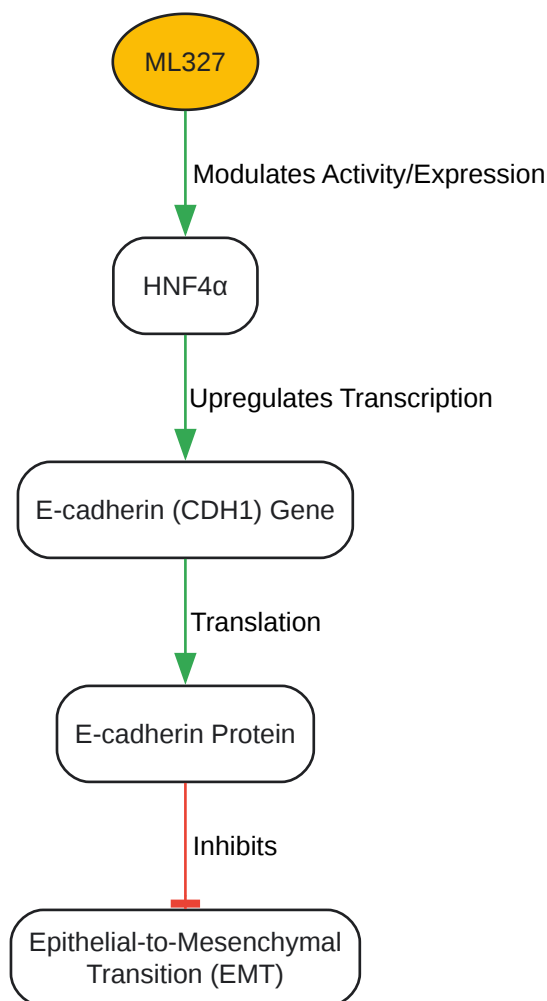 ML327
Modulates Activity/Expression
HNF4α
Upregulates Transcription
E-cadherin (CDH1) Gene
Translation
E-cadherin Protein
Inhibits
Epithelial-to-Mesenchymal
Transition (EMT)